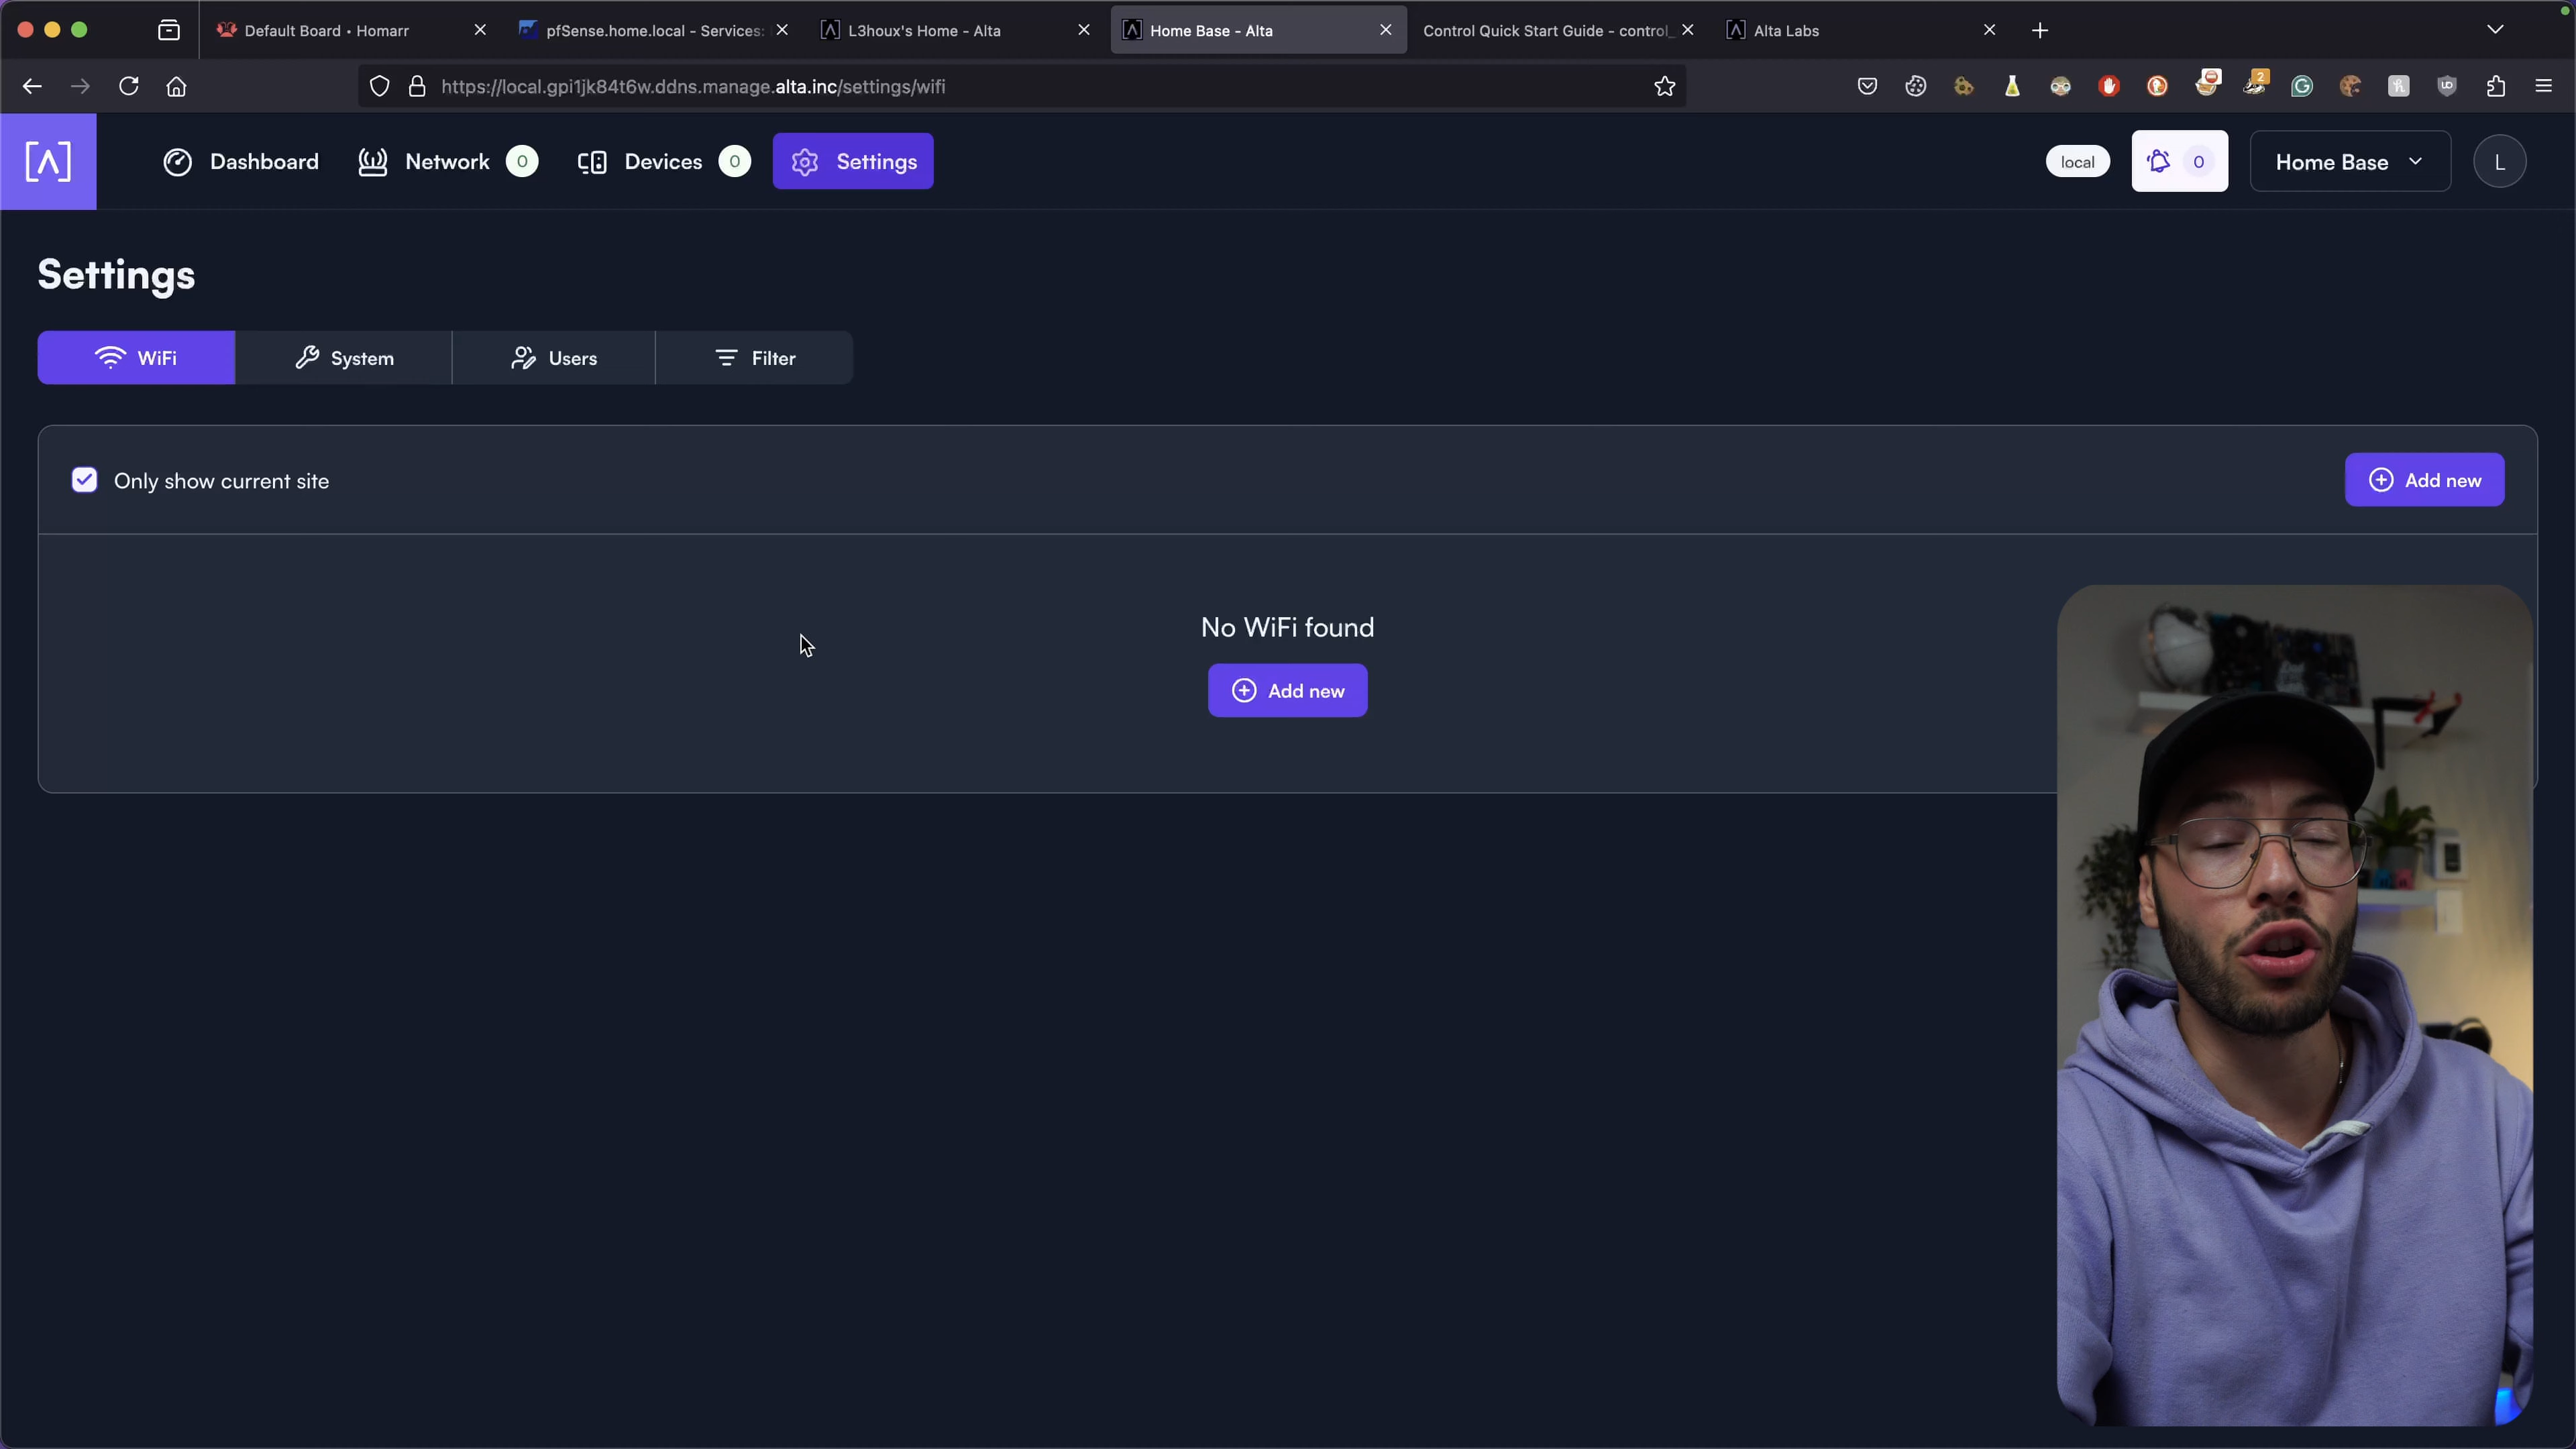 Default Board • Homarr
pfSense.home.local - Services:
L3houx's Home - Alta
Home Base - Alta
Control Quick Start Guide - control_
Alta Labs
https://local.gpi1jk84t6w.ddns.manage.alta.inc/settings/wifi
2
[Λ]
Dashboard
Network 0
Devices 0
Settings
local
0
Home Base
L
Settings
WiFi
System
Users
Filter
Only show current site
Add new
No WiFi found
Add new